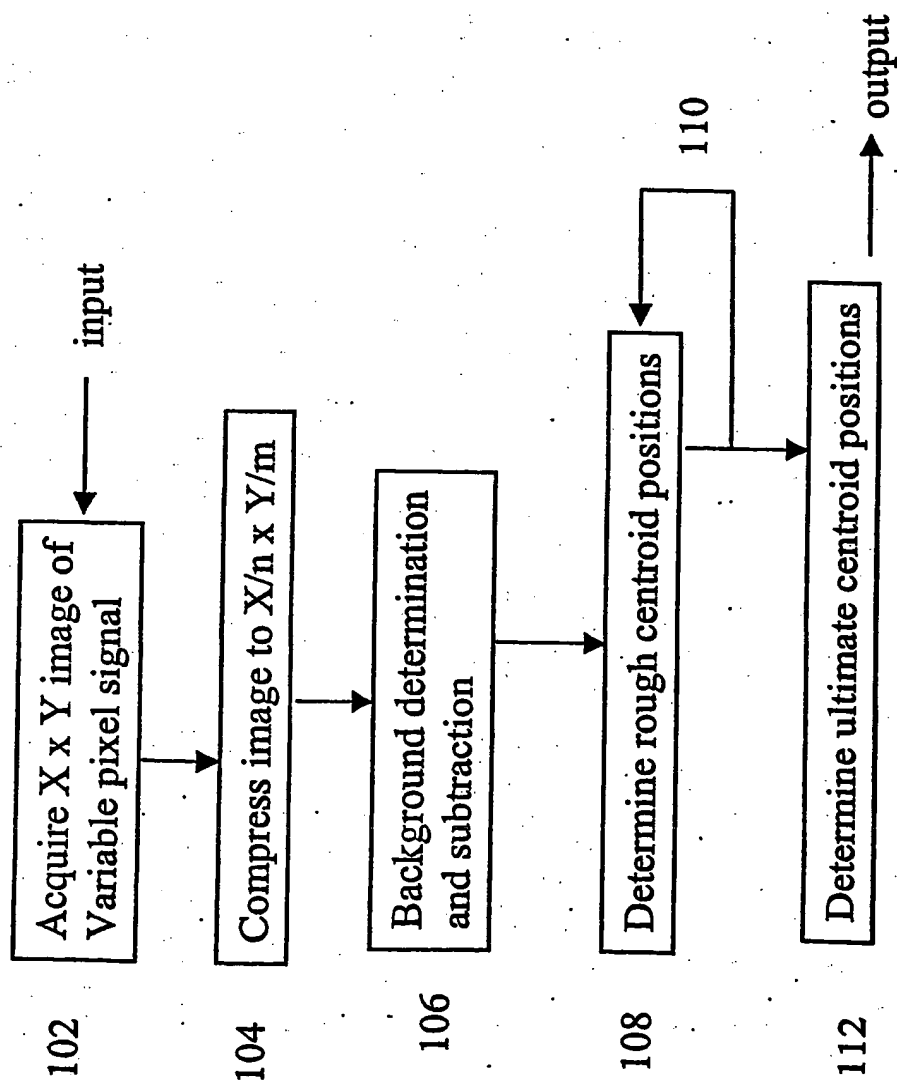 input
102
Acquire X x Y image of
Variable pixel signal
104
Compress image to X/n x Y/m
106
Background determination
and subtraction
108
Determine rough centroid positions
110
112
Determine ultimate centroid positions
output